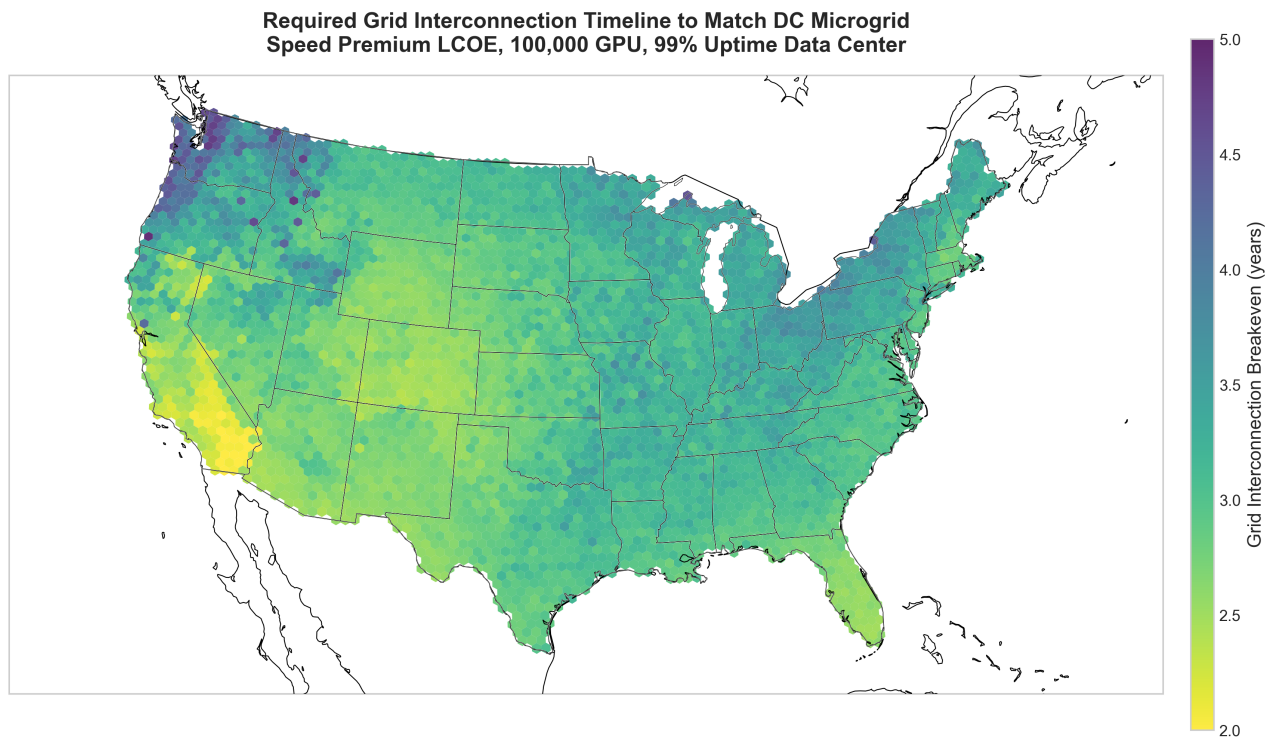 Required Grid Interconnection Timeline to Match DC Microgrid
Speed Premium LCOE, 100,000 GPU, 99% Uptime Data Center
5.0
4.5
4.0
3.5
3.0
2.5
2.0
Grid Interconnection Breakeven (years)